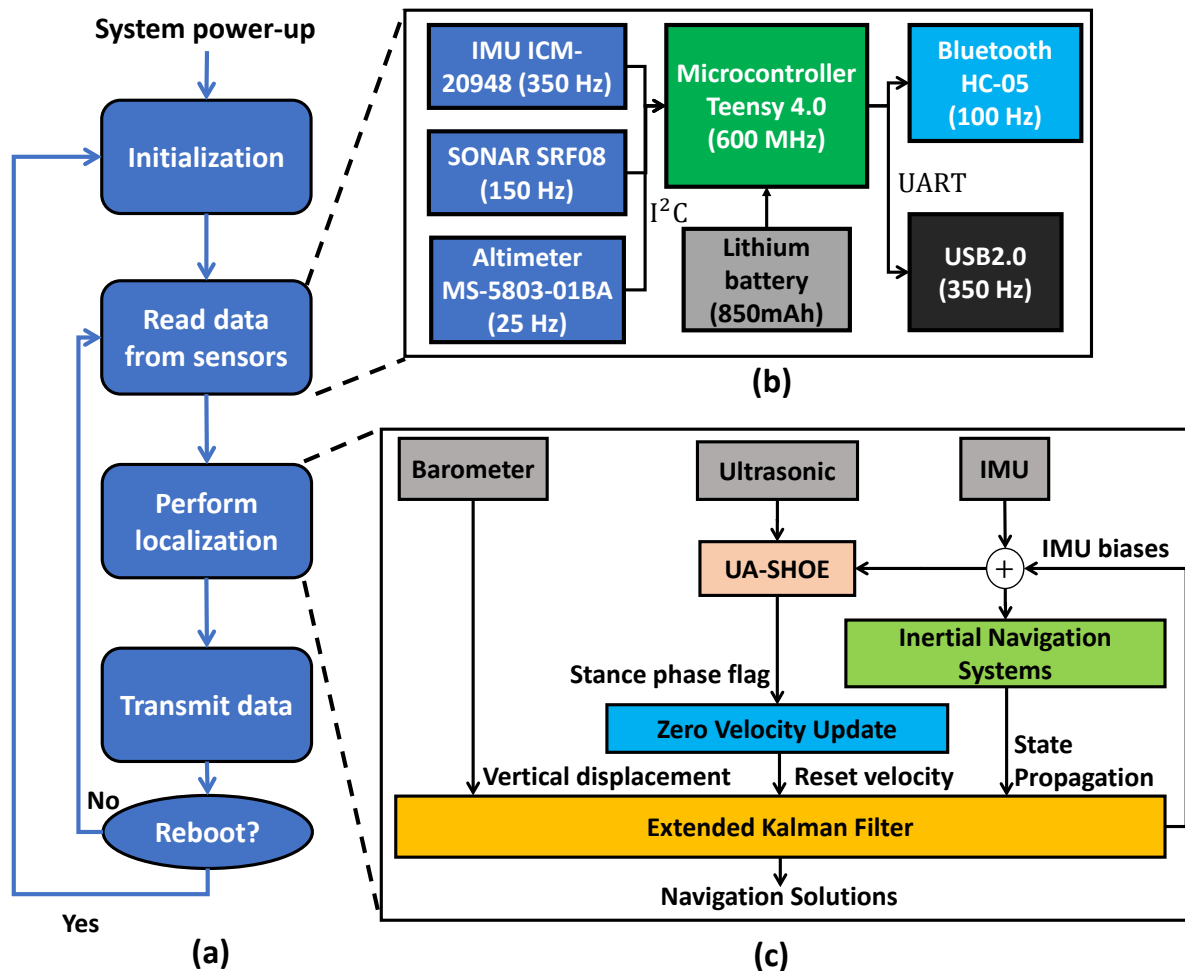 System power-up
Initialization
Read data
from sensors
Perform
localization
Transmit data
No
Reboot?
Yes
(a)
IMU ICM-
20948 (350 Hz)
SONAR SRF08
(150 Hz)
Altimeter
MS-5803-01BA
(25 Hz)
I²C
Microcontroller
Teensy 4.0
(600 MHz)
Lithium
battery
(850mAh)
Bluetooth
HC-05
(100 Hz)
UART
USB2.0
(350 Hz)
(b)
Barometer
Ultrasonic
IMU
UA-SHOE
+
IMU biases
Inertial Navigation
Systems
Stance phase flag
Zero Velocity Update
Vertical displacement
Reset velocity
State
Propagation
Extended Kalman Filter
Navigation Solutions
(c)